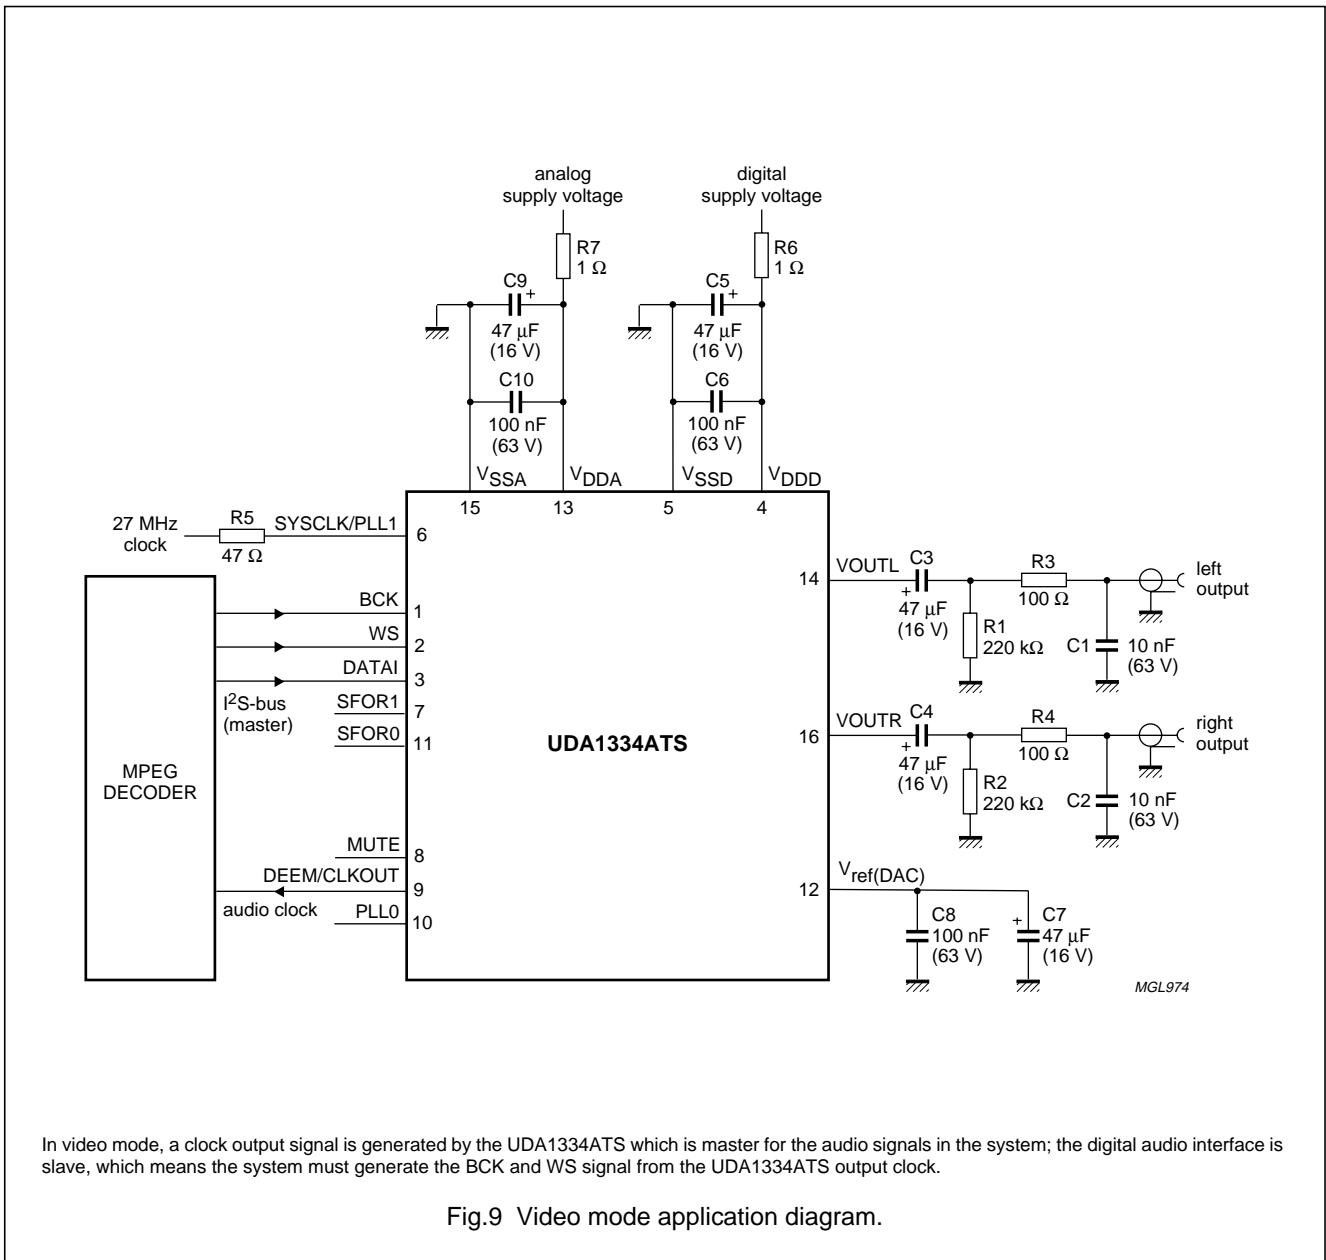 analog
supply voltage
digital
supply voltage
R7
1 Ω
R6
1 Ω
C9
+
47 μF
(16 V)
C5
+
47 μF
(16 V)
C10
100 nF
(63 V)
C6
100 nF
(63 V)
VSSA
VDDA
VSSD
VDDD
15
13
5
4
27 MHz
clock
R5
47 Ω
SYSCLK/PLL1
6
BCK
1
WS
2
DATAI
3
I2S-bus
(master)
SFOR1
7
SFOR0
11
MPEG
DECODER
UDA1334ATS
MUTE
8
DEEM/CLKOUT
9
audio clock
PLL0
10
14
VOUTL
C3
+
47 μF
(16 V)
R3
100 Ω
R1
220 kΩ
C1
10 nF
(63 V)
left
output
16
VOUTR
C4
+
47 μF
(16 V)
R4
100 Ω
R2
220 kΩ
C2
10 nF
(63 V)
right
output
12
Vref(DAC)
C8
100 nF
(63 V)
+
C7
47 μF
(16 V)
MGL974
In video mode, a clock output signal is generated by the UDA1334ATS which is master for the audio signals in the system; the digital audio interface is
slave, which means the system must generate the BCK and WS signal from the UDA1334ATS output clock.
Fig.9 Video mode application diagram.